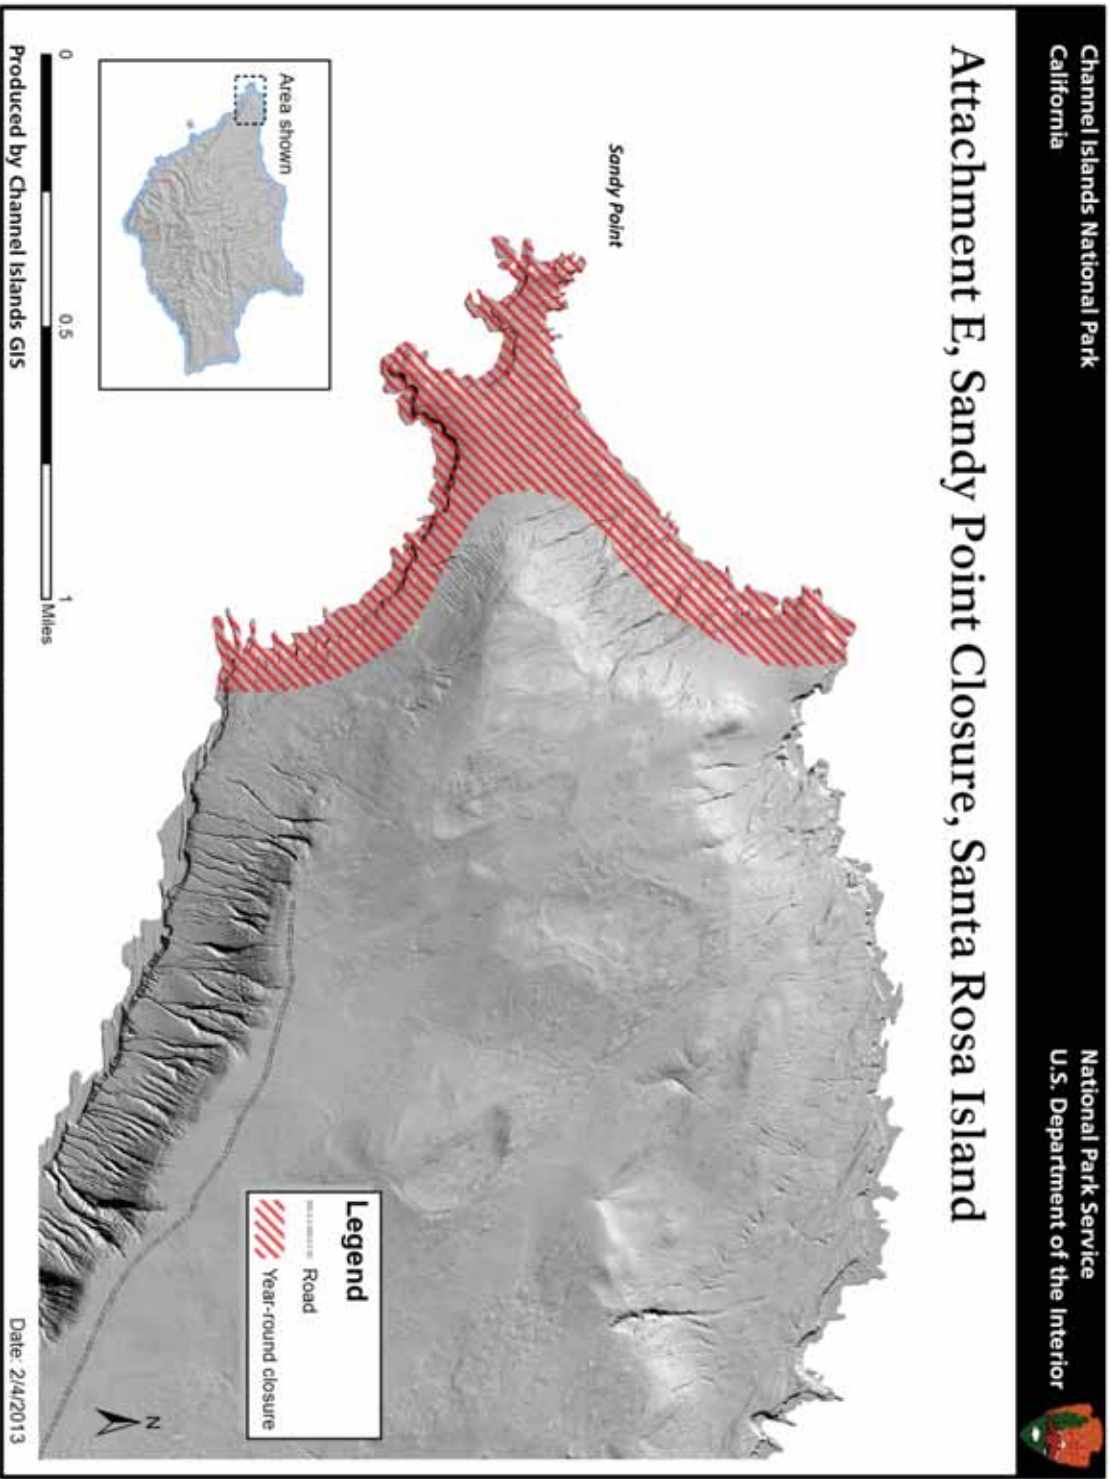 Channel Islands National Park
California
National Park Service
U.S. Department of the Interior
Attachment E, Sandy Point Closure, Santa Rosa Island
Sandy Point
Area shown
Legend
Road
Year-round closure
N
0
0.5
1
Miles
Produced by Channel Islands GIS
Date: 2/4/2013